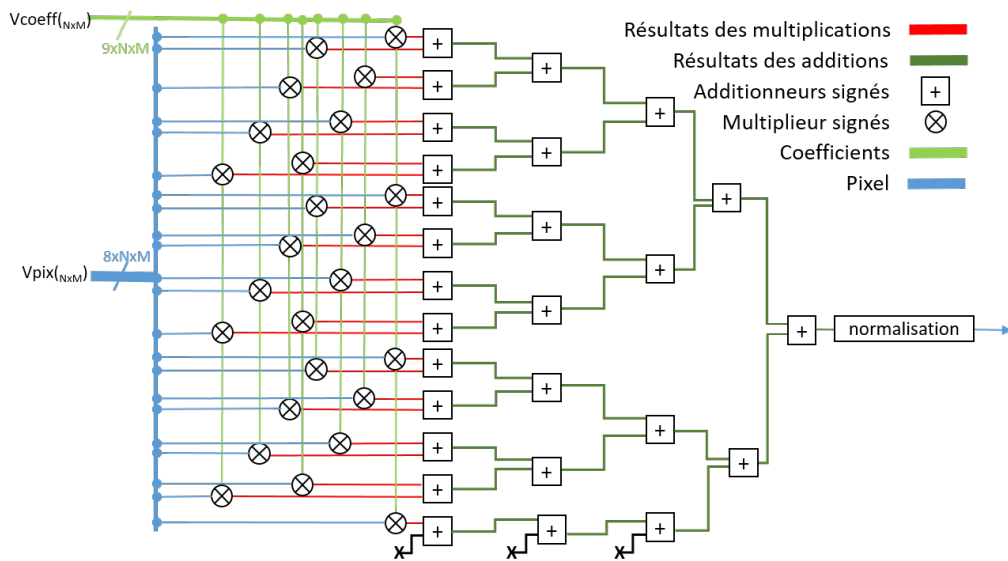 Vcoeff(NxM)
9xNxM
Résultats des multiplications
Résultats des additions
Additionneurs signés
Multiplieur signés
Coefficients
Pixel
8xNxM
Vpix(NxM)
normalisation
X
X
X